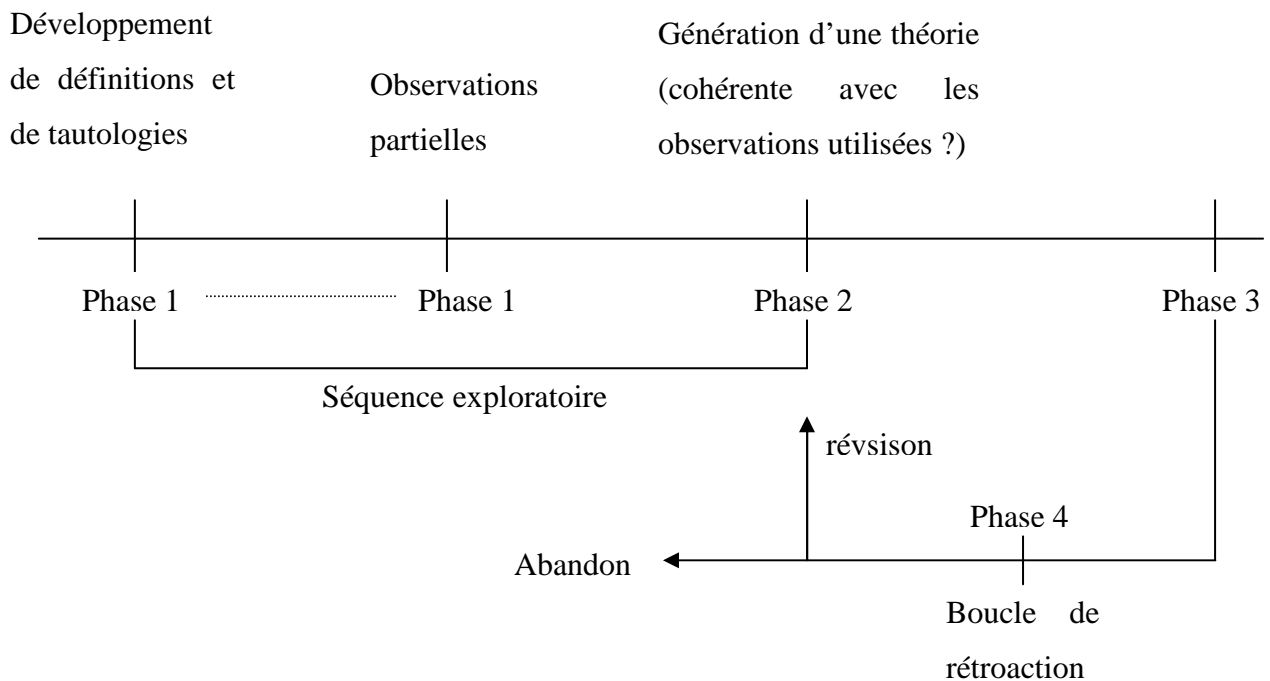 Développement
de définitions et
de tautologies
Observations
partielles
Génération d’une théorie
(cohérente avec les
observations utilisées ?)
Phase 1
Phase 1
Phase 2
Phase 3
Séquence exploratoire
révsison
Phase 4
Abandon
Boucle de
rétroaction